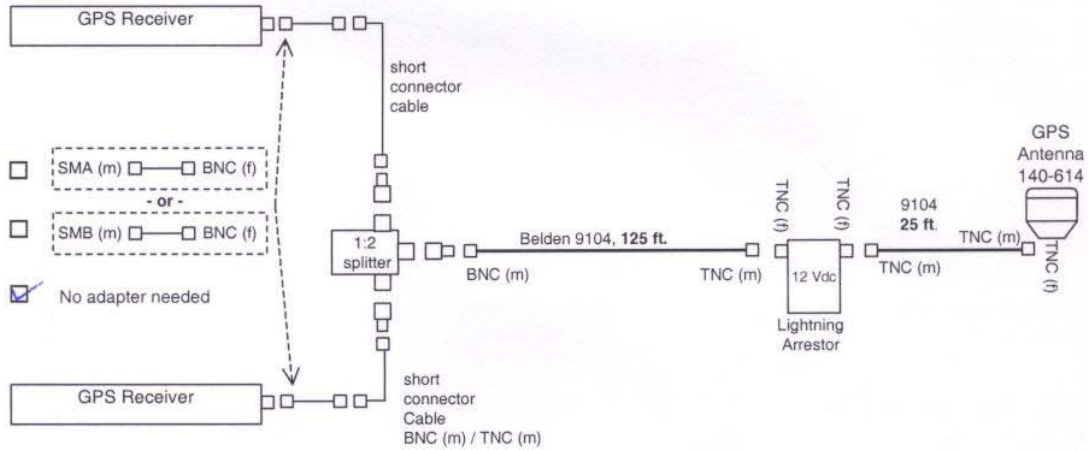 GPS Receiver
short
connector
cable
SMA (m) BNC (f)
- or -
SMB (m) BNC (f)
No adapter needed
1:2
splitter
BNC (m)
Belden 9104, 125 ft.
TNC (m)
TNC (f)
TNC (f)
12 Vdc
Lightning
Arrestor
9104
25 ft.
TNC (m)
TNC (m)
GPS
Antenna
140-614
TNC (f)
GPS Receiver
short
connector
Cable
BNC (m) / TNC (m)